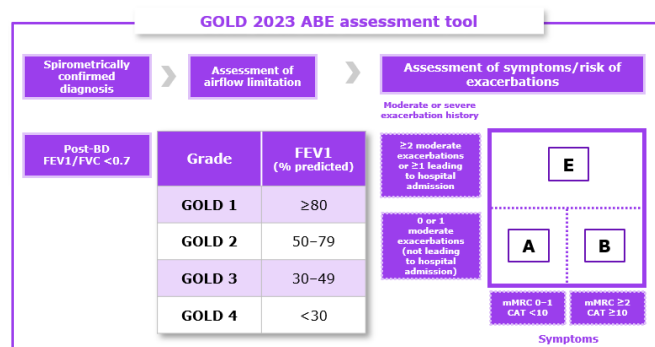 GOLD 2023 ABE assessment tool
Spirometrically
confirmed
diagnosis
Assessment of
airflow limitation
Assessment of symptoms/risk of
exacerbations
Moderate or severe
exacerbation history
Post-BD
FEV1/FVC <0.7
Grade
FEV1
(% predicted)
GOLD 1
≥80
GOLD 2
50–79
GOLD 3
30–49
GOLD 4
<30
≥2 moderate
exacerbations
or ≥1 leading
to hospital
admission
0 or 1
moderate
exacerbations
(not leading
to hospital
admission)
E
A
B
mMRC 0–1
CAT <10
mMRC ≥2
CAT ≥10
Symptoms